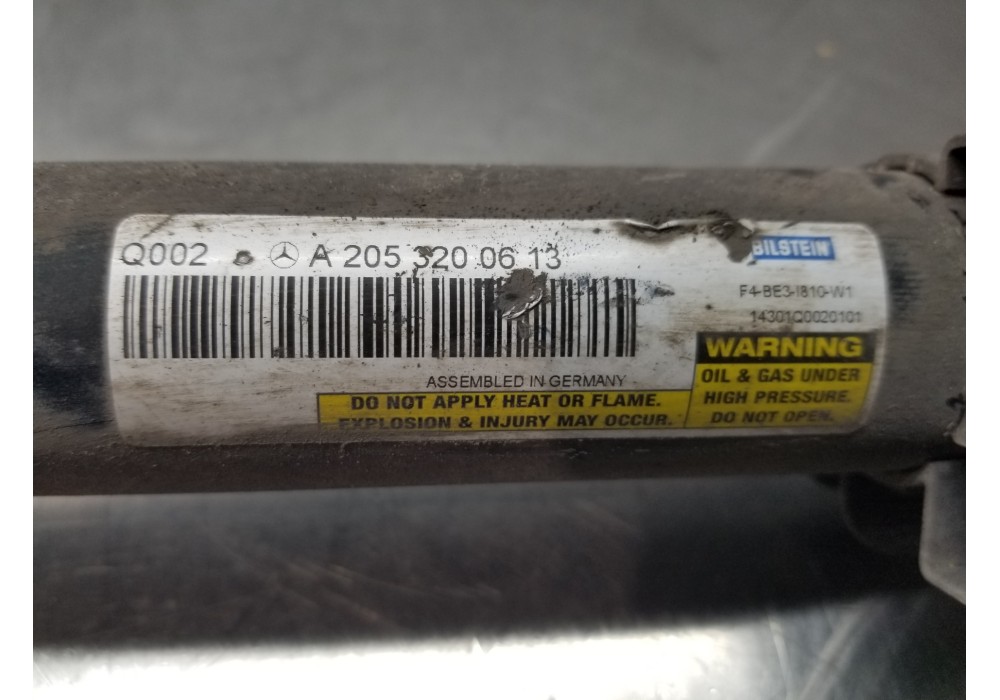 Q002 A 205 320 06 13
BILSTEIN
F4-BE3-I810-W1
14301Q0020101
ASSEMBLED IN GERMANY
DO NOT APPLY HEAT OR FLAME.
EXPLOSION & INJURY MAY OCCUR.
WARNING
OIL & GAS UNDER
HIGH PRESSURE.
DO NOT OPEN.